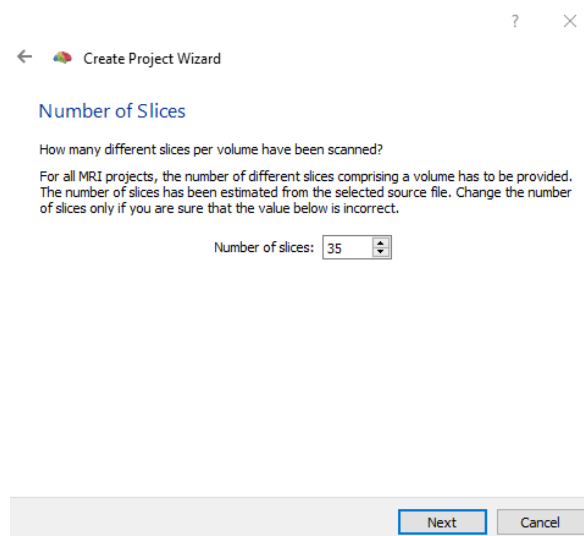 Create Project Wizard
Number of Slices
How many different slices per volume have been scanned?
For all MRI projects, the number of different slices comprising a volume has to be provided.
The number of slices has been estimated from the selected source file. Change the number
of slices only if you are sure that the value below is incorrect.
Number of slices: 35
Next Cancel